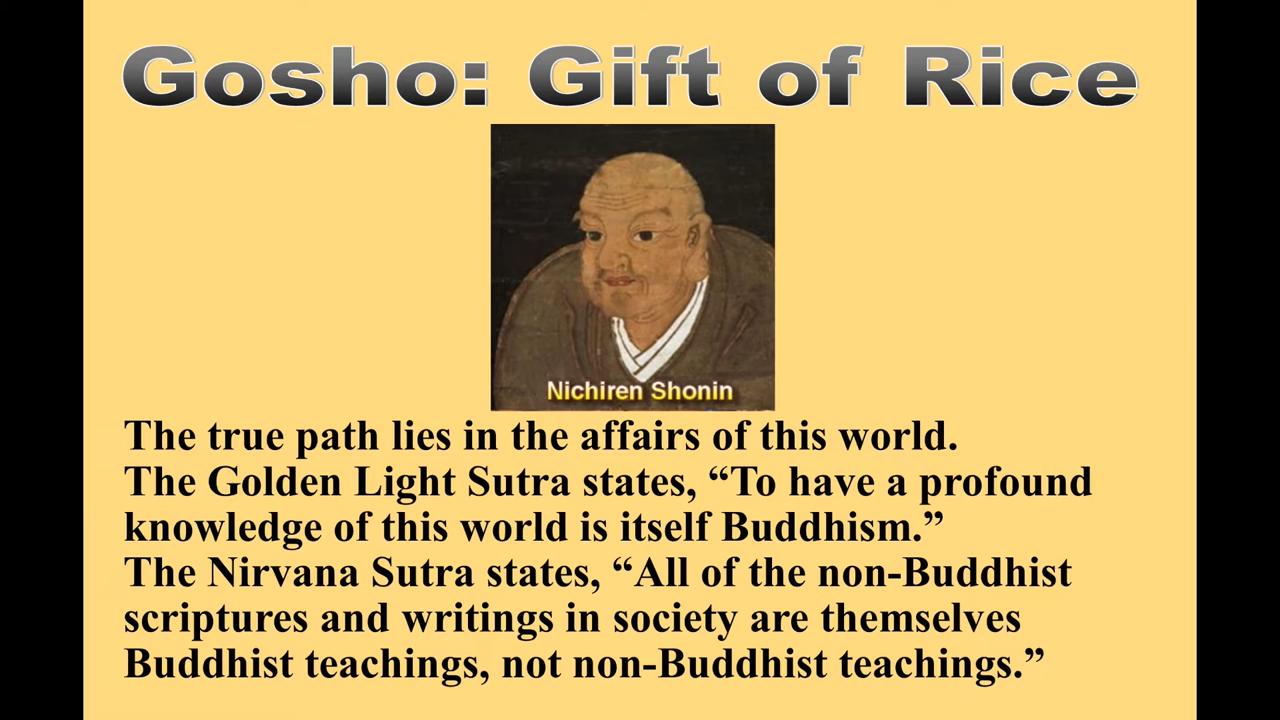 Gosho: Gift of Rice
Nichiren Shonin
The true path lies in the affairs of this world.
The Golden Light Sutra states, “To have a profound
knowledge of this world is itself Buddhism.”
The Nirvana Sutra states, “All of the non-Buddhist
scriptures and writings in society are themselves
Buddhist teachings, not non-Buddhist teachings.”